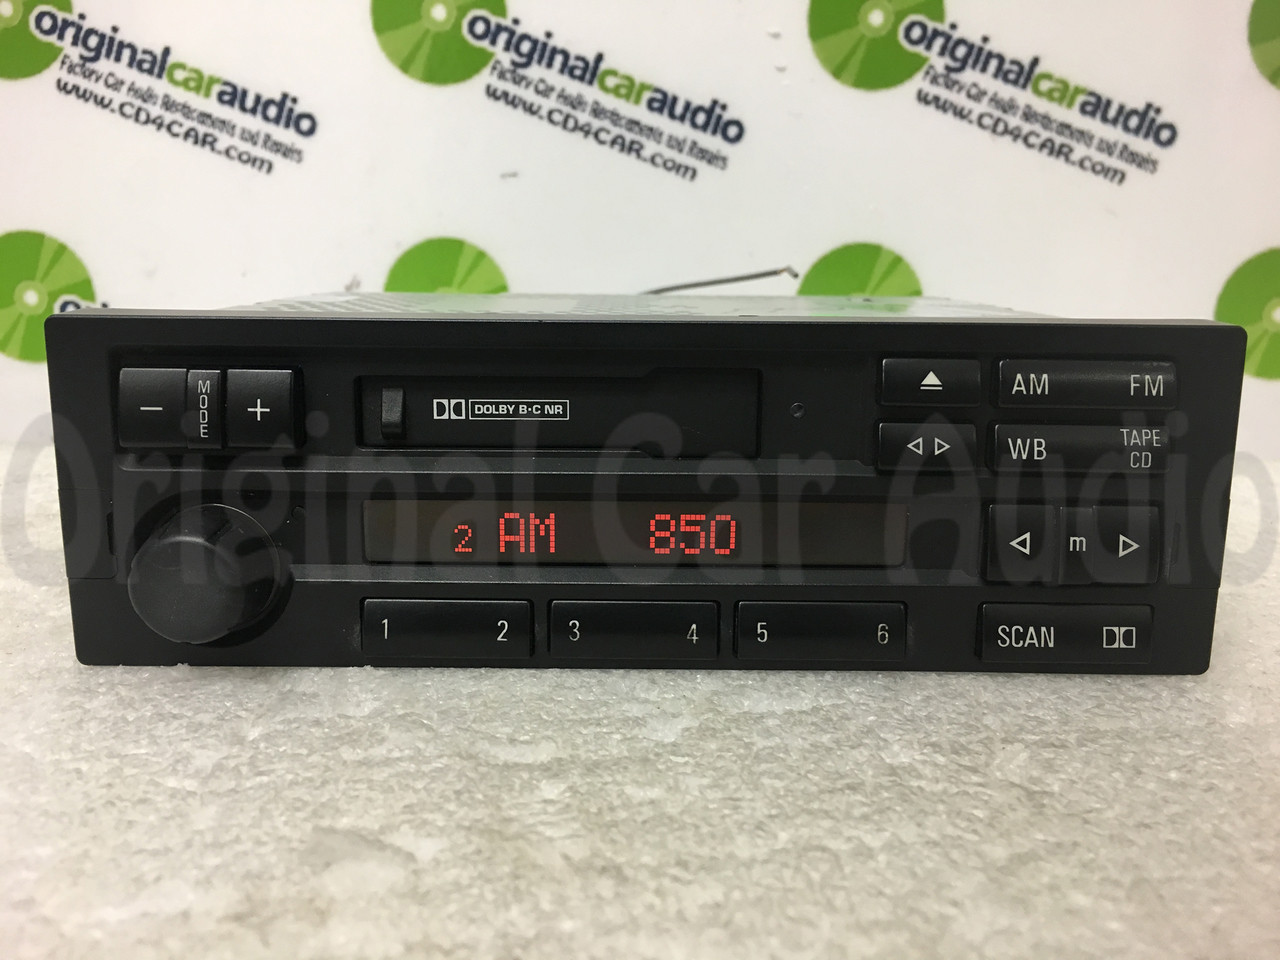 originalcaraudio
Factory Car Audio Replacements and Repairs
www.CD4CAR.com
originalcaraudio
Factory Car Audio Replacements and Repairs
www.CD4CAR.com
originalcaraudio
Factory Car Audio Replacements and Repairs
www.CD4CAR.com
− MODE +
DOLBY B·C NR
AM FM
WB TAPE CD
2 AM 850
m
1 2 3 4 5 6
SCAN
Original Car Audio